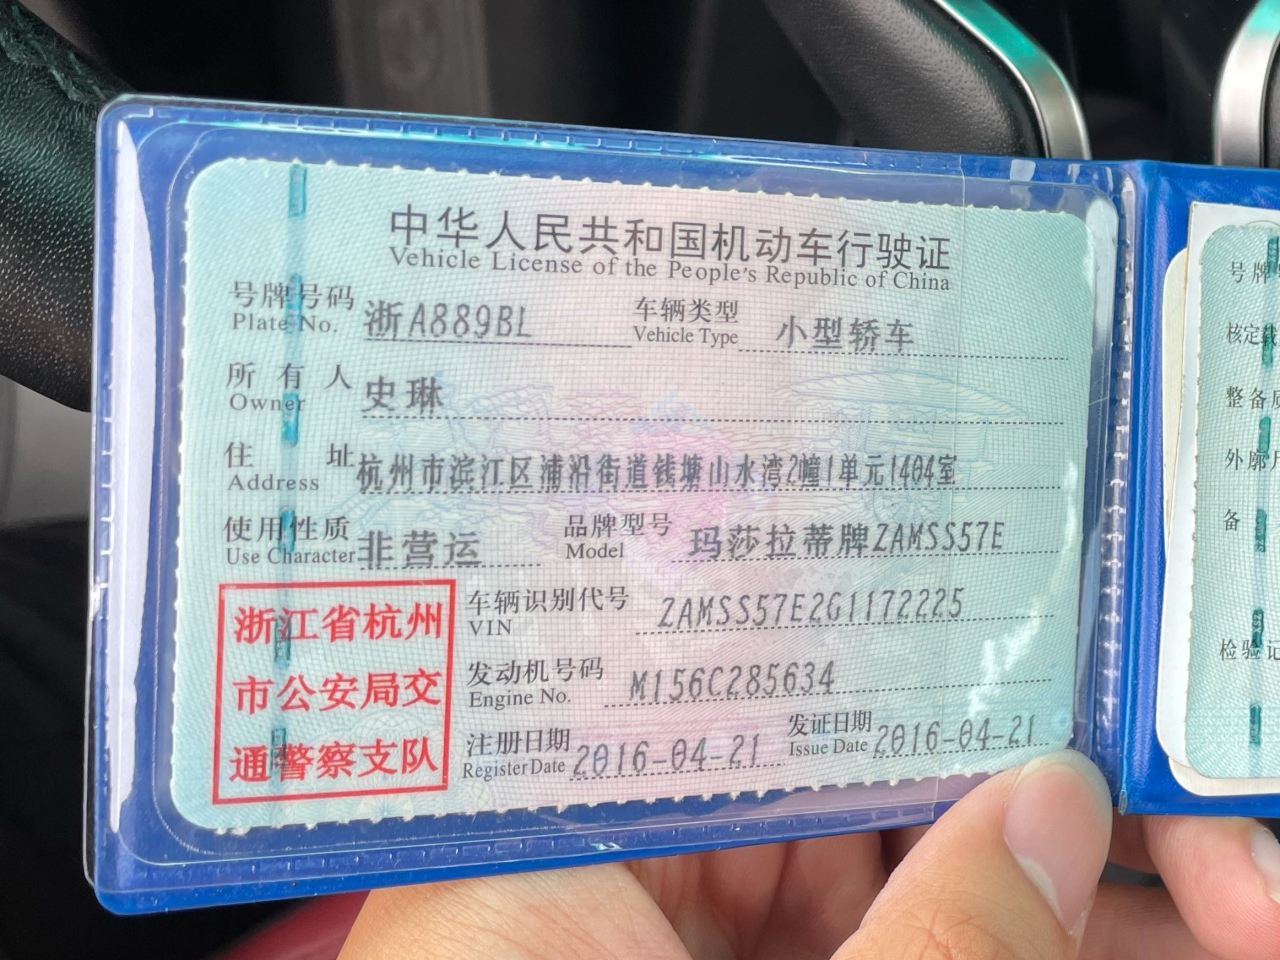 中华人民共和国机动车行驶证
Vehicle License of the People's Republic of China
号牌号码 浙A889BL 车辆类型 小型轿车
Plate No. Vehicle Type
所有人 史琳
Owner
住址 杭州市滨江区浦沿街道钱塘山水湾2幢1单元1404室
Address
使用性质 非营运 品牌型号 玛莎拉蒂牌ZAMSS57E
Use Character Model
浙江省杭州
市公安局交
通警察支队
车辆识别代号 ZAMSS57E2G1172225
VIN
发动机号码 M156C285634
Engine No.
注册日期 2016-04-21 发证日期 2016-04-21
Register Date Issue Date
号牌
核定载
整备质
外廓尺
备
检验记